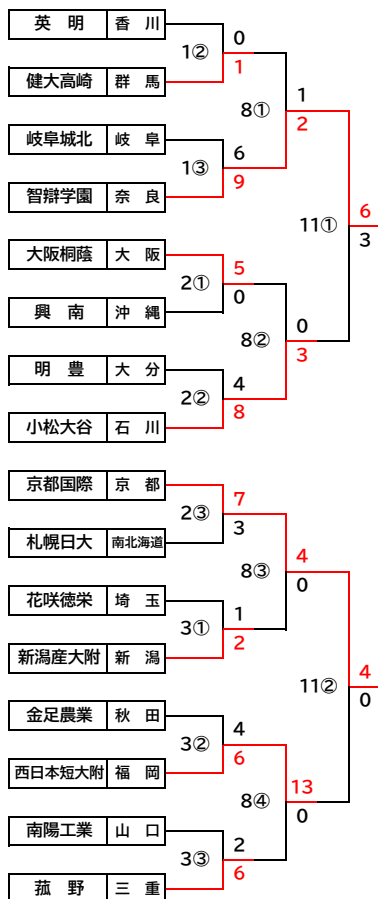 英 明 香 川
0
1②
1
健大高崎 群 馬
1
8①
2
岐阜城北 岐 阜
6
1③
9
智辯学園 奈 良
6
11①
3
大阪桐蔭 大 阪
5
2①
0
興 南 沖 縄
0
8②
3
明 豊 大 分
4
2②
8
小松大谷 石 川
京都国際 京 都
7
2③
3
札幌日大 南北海道
4
8③
0
花咲徳栄 埼 玉
1
3①
2
新潟産大附 新 潟
4
11②
0
金足農業 秋 田
4
3②
6
西日本短大附 福 岡
13
8④
0
南陽工業 山 口
2
3③
6
菰 野 三 重